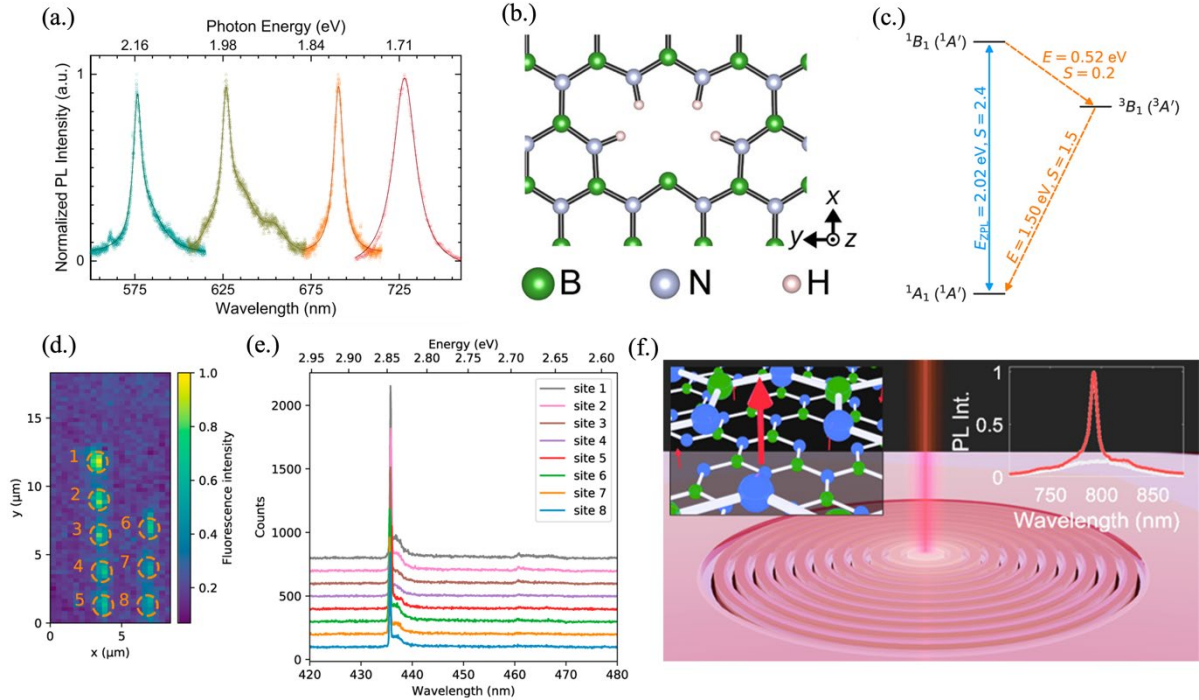 (a.)
Photon Energy (eV)
2.16 1.98 1.84 1.71
Normalized PL Intensity (a.u.)
1
0
575 625 675 725
Wavelength (nm)
(b.)
x
y z
B N H
(c.)
¹B₁ (¹A′)
E = 0.52 eV
S = 0.2
³B₁ (³A′)
E_ZPL = 2.02 eV, S = 2.4
E = 1.50 eV, S = 1.5
¹A₁ (¹A′)
(d.)
15
10
5
0
y (μm)
1
2
3
4
5
6
7
8
0 5
x (μm)
1.0
0.8
0.6
0.4
0.2
Fluorescence intensity
(e.)
Energy (eV)
2.95 2.90 2.85 2.80 2.75 2.70 2.65 2.60
2000
1500
1000
500
0
Counts
site 1
site 2
site 3
site 4
site 5
site 6
site 7
site 8
420 430 440 450 460 470 480
Wavelength (nm)
(f.)
PL Int.
1
0.5
0
750 800 850
Wavelength (nm)